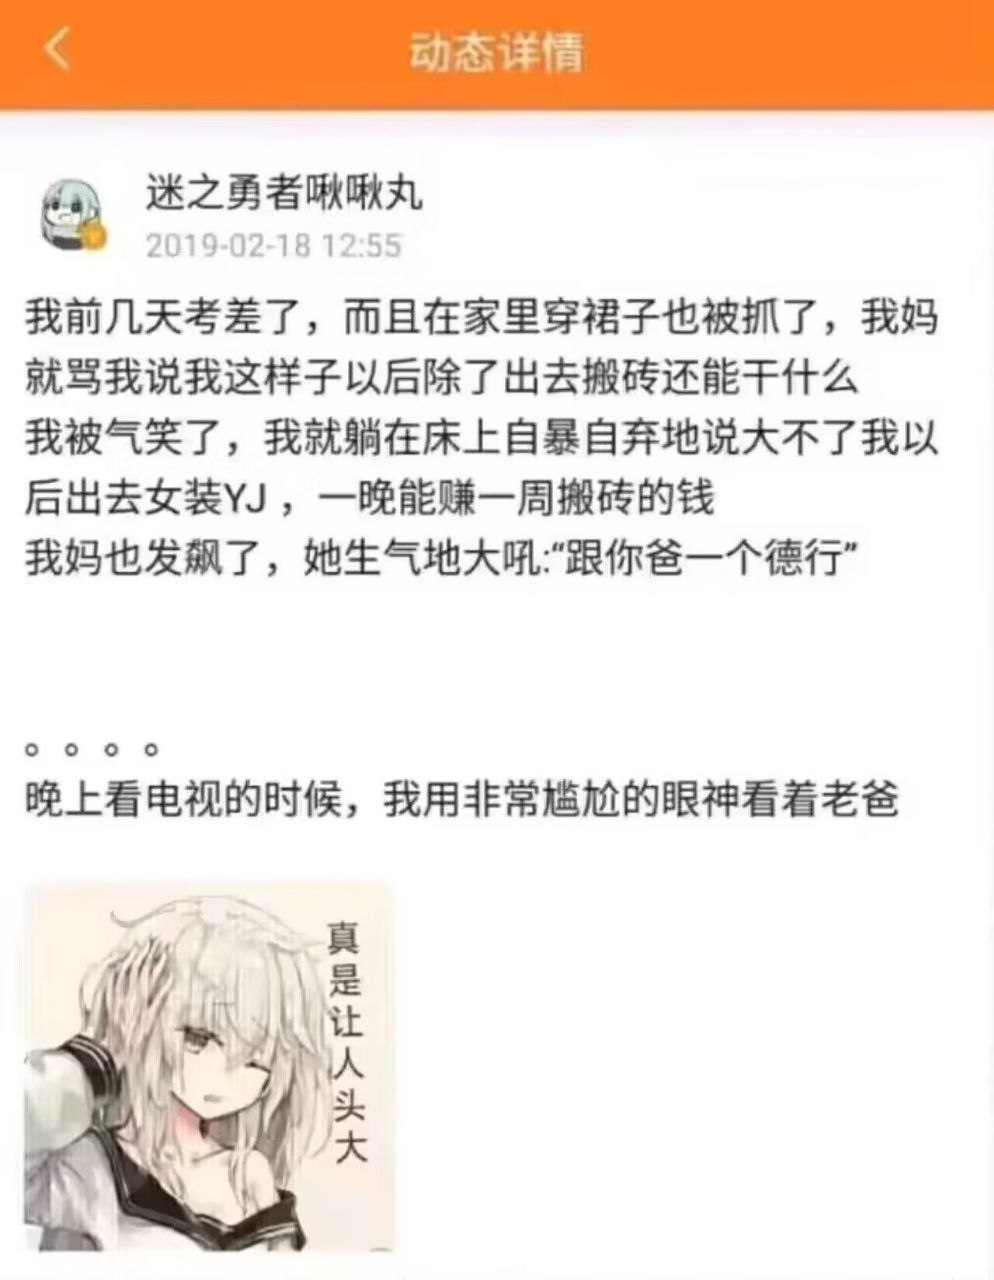 动态详情
迷之勇者啾啾丸
2019-02-18 12:55
我前几天考差了，而且在家里穿裙子也被抓了，我妈
就骂我说我这样子以后除了出去搬砖还能干什么
我被气笑了，我就躺在床上自暴自弃地说大不了我以
后出去女装YJ，一晚能赚一周搬砖的钱
我妈也发飙了，她生气地大吼:“跟你爸一个德行”
。。。。
晚上看电视的时候，我用非常尴尬的眼神看着老爸
真是让人头大